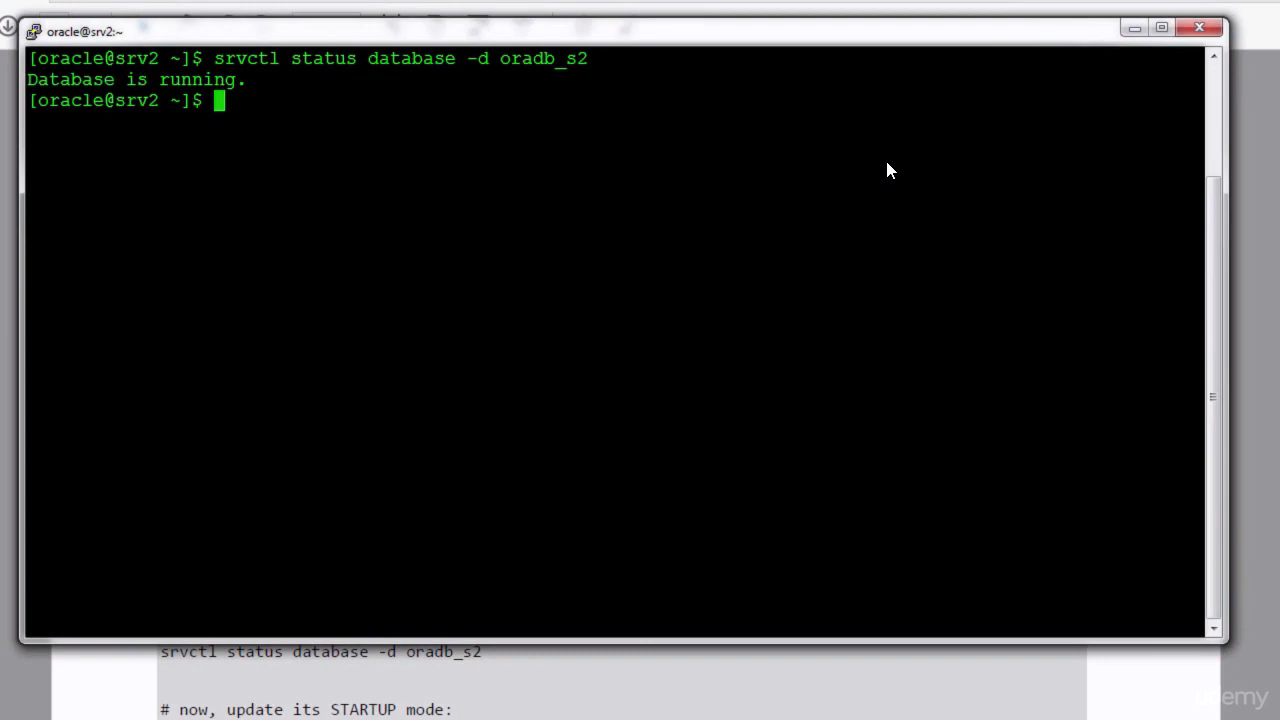 oracle@srv2:~
[oracle@srv2 ~]$ srvctl status database -d oradb_s2
Database is running.
[oracle@srv2 ~]$
srvctl status database -d oradb_s2
# now, update its STARTUP mode:
udemy